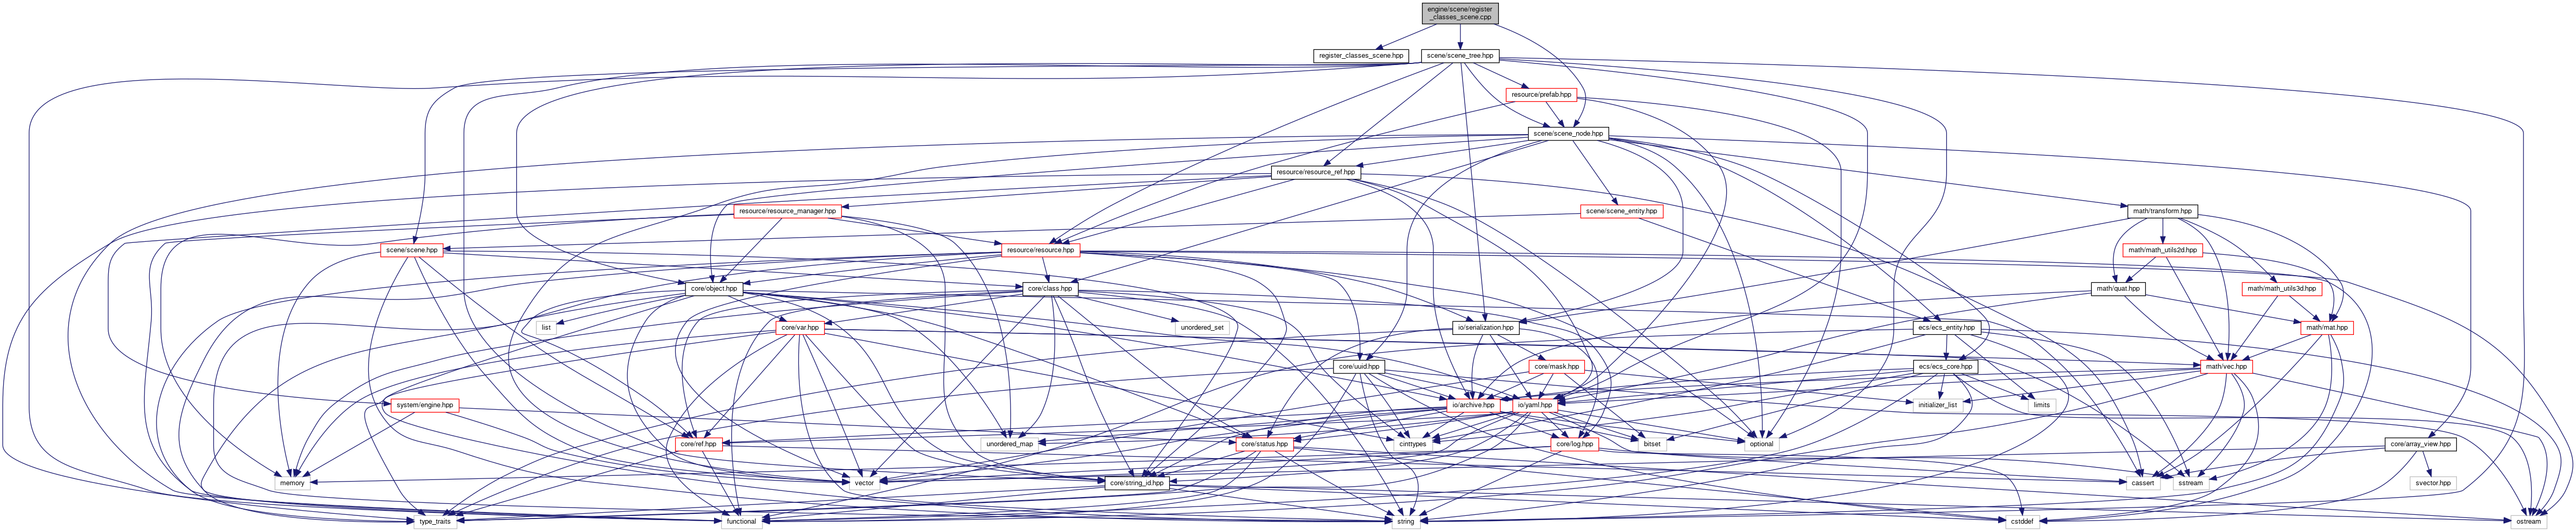 engine/scene/register
_classes_scene.cpp
register_classes_scene.hpp
scene/scene_tree.hpp
resource/prefab.hpp
scene/scene_node.hpp
resource/resource_ref.hpp
resource/resource_manager.hpp
scene/scene_entity.hpp
math/transform.hpp
scene/scene.hpp
resource/resource.hpp
math/math_utils2d.hpp
core/object.hpp
core/class.hpp
math/quat.hpp
math/math_utils3d.hpp
list
core/var.hpp
unordered_set
io/serialization.hpp
ecs/ecs_entity.hpp
math/mat.hpp
core/uuid.hpp
core/mask.hpp
ecs/ecs_core.hpp
math/vec.hpp
system/engine.hpp
io/archive.hpp
io/yaml.hpp
initializer_list
limits
core/ref.hpp
unordered_map
core/status.hpp
cinttypes
core/log.hpp
bitset
optional
core/array_view.hpp
memory
vector
core/string_id.hpp
cassert
sstream
svector.hpp
type_traits
functional
string
cstddef
ostream